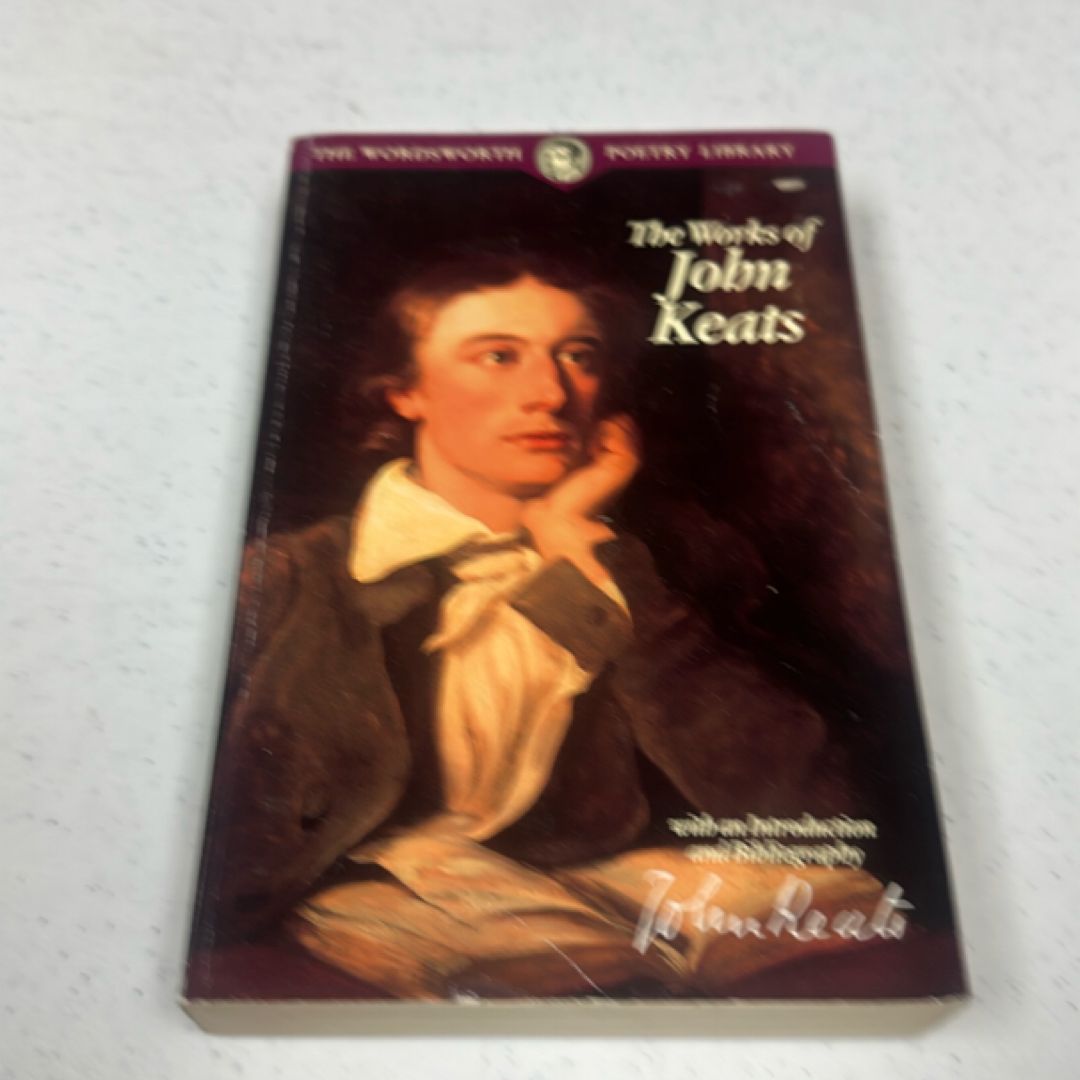 THE WORDSWORTH POETRY LIBRARY
The Works of
John
Keats
with an Introduction
and Bibliography
John Keats